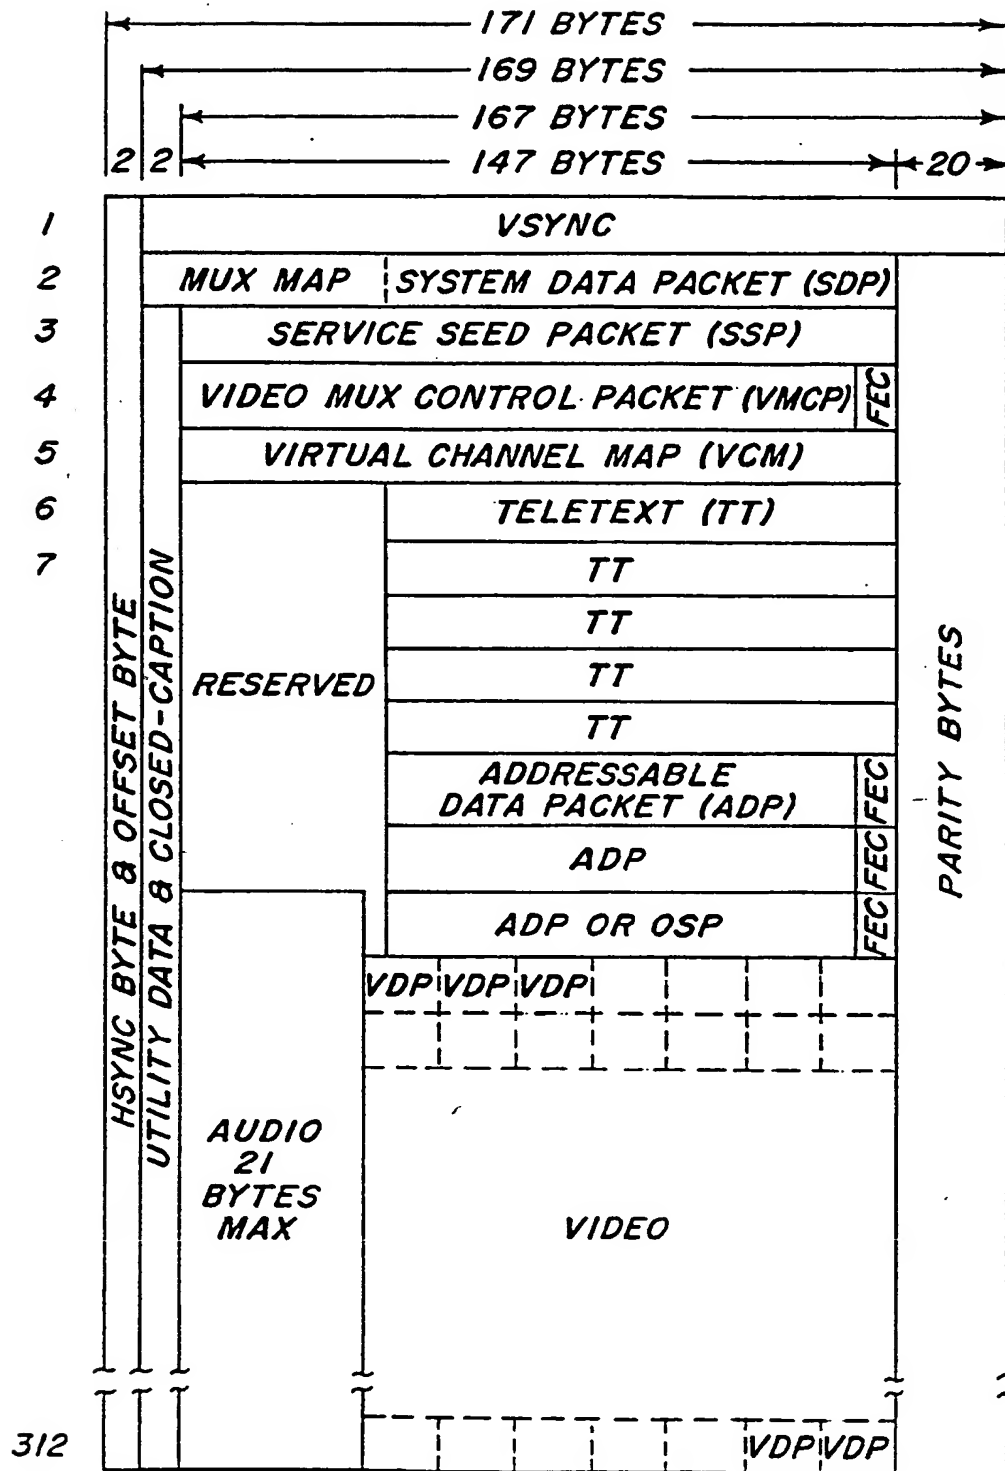 171 BYTES
169 BYTES
167 BYTES
2 2 147 BYTES 20
1 VSYNC
2 MUX MAP SYSTEM DATA PACKET (SDP)
3 SERVICE SEED PACKET (SSP)
4 VIDEO MUX CONTROL PACKET (VMCP) FEC
5 VIRTUAL CHANNEL MAP (VCM)
6 TELETEXT (TT)
7 TT
TT
TT
TT
RESERVED
ADDRESSABLE
DATA PACKET (ADP) FEC
ADP FEC
ADP OR OSP FEC
VDP VDP VDP
HSYNC BYTE & OFFSET BYTE
UTILITY DATA & CLOSED-CAPTION
PARITY BYTES
AUDIO
21
BYTES
MAX
VIDEO
312 VDP VDP